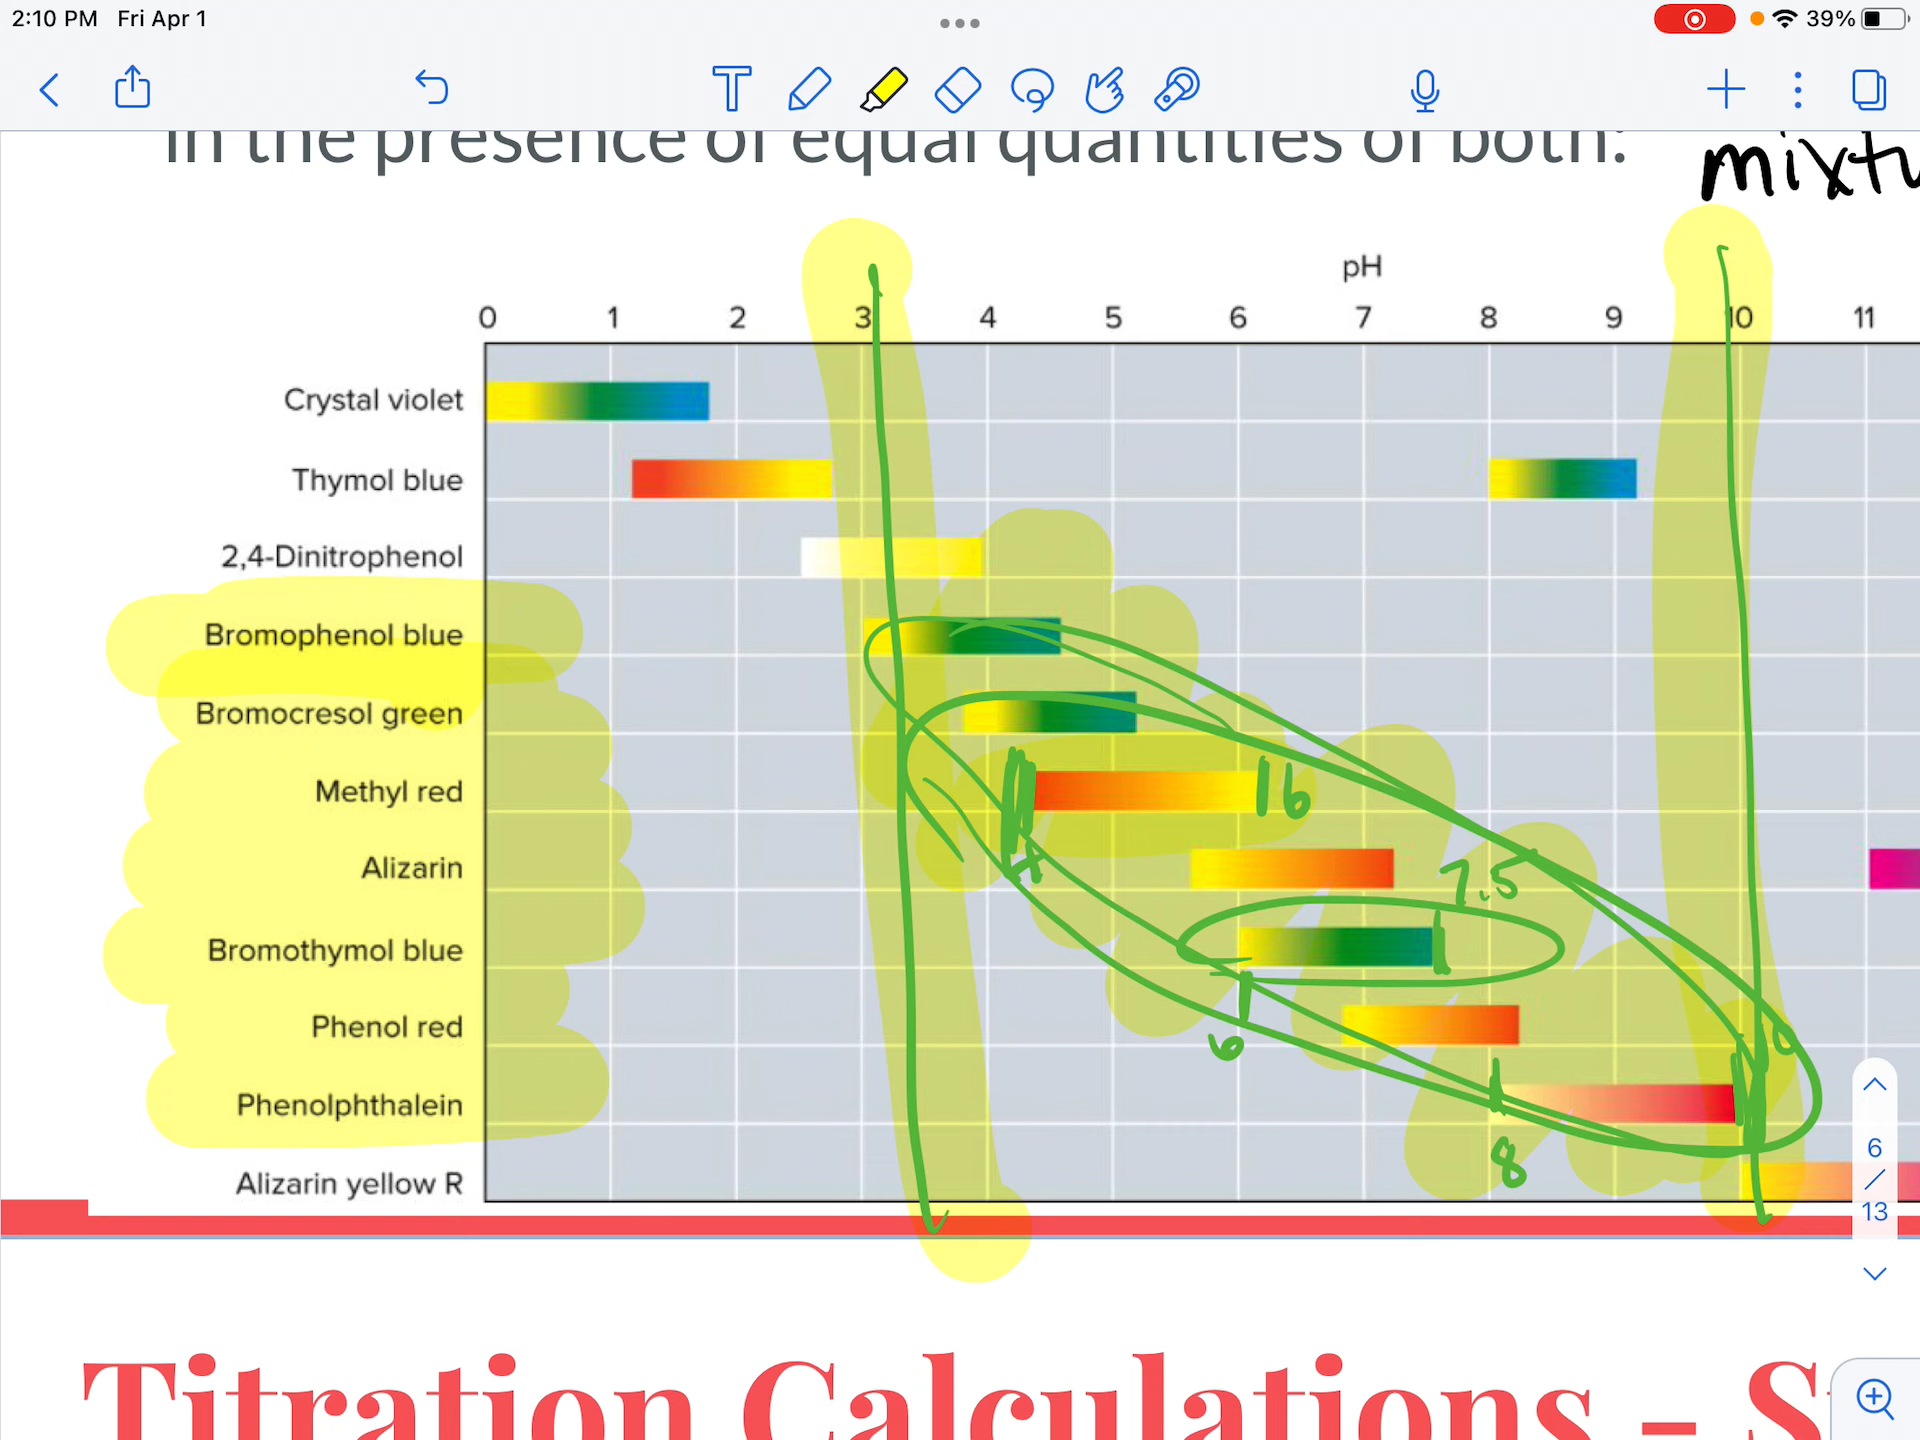 2:10 PM Fri Apr 1
39%
T
in the presence of equal quantities of both:
mixtu
pH
0 1 2 3 4 5 6 7 8 9 10 11
Crystal violet
Thymol blue
2,4-Dinitrophenol
Bromophenol blue
Bromocresol green
Methyl red
6
Alizarin
4
7.5
Bromothymol blue
Phenol red
6
Phenolphthalein
8
6
/
13
Alizarin yellow R
Titration Calculations - S